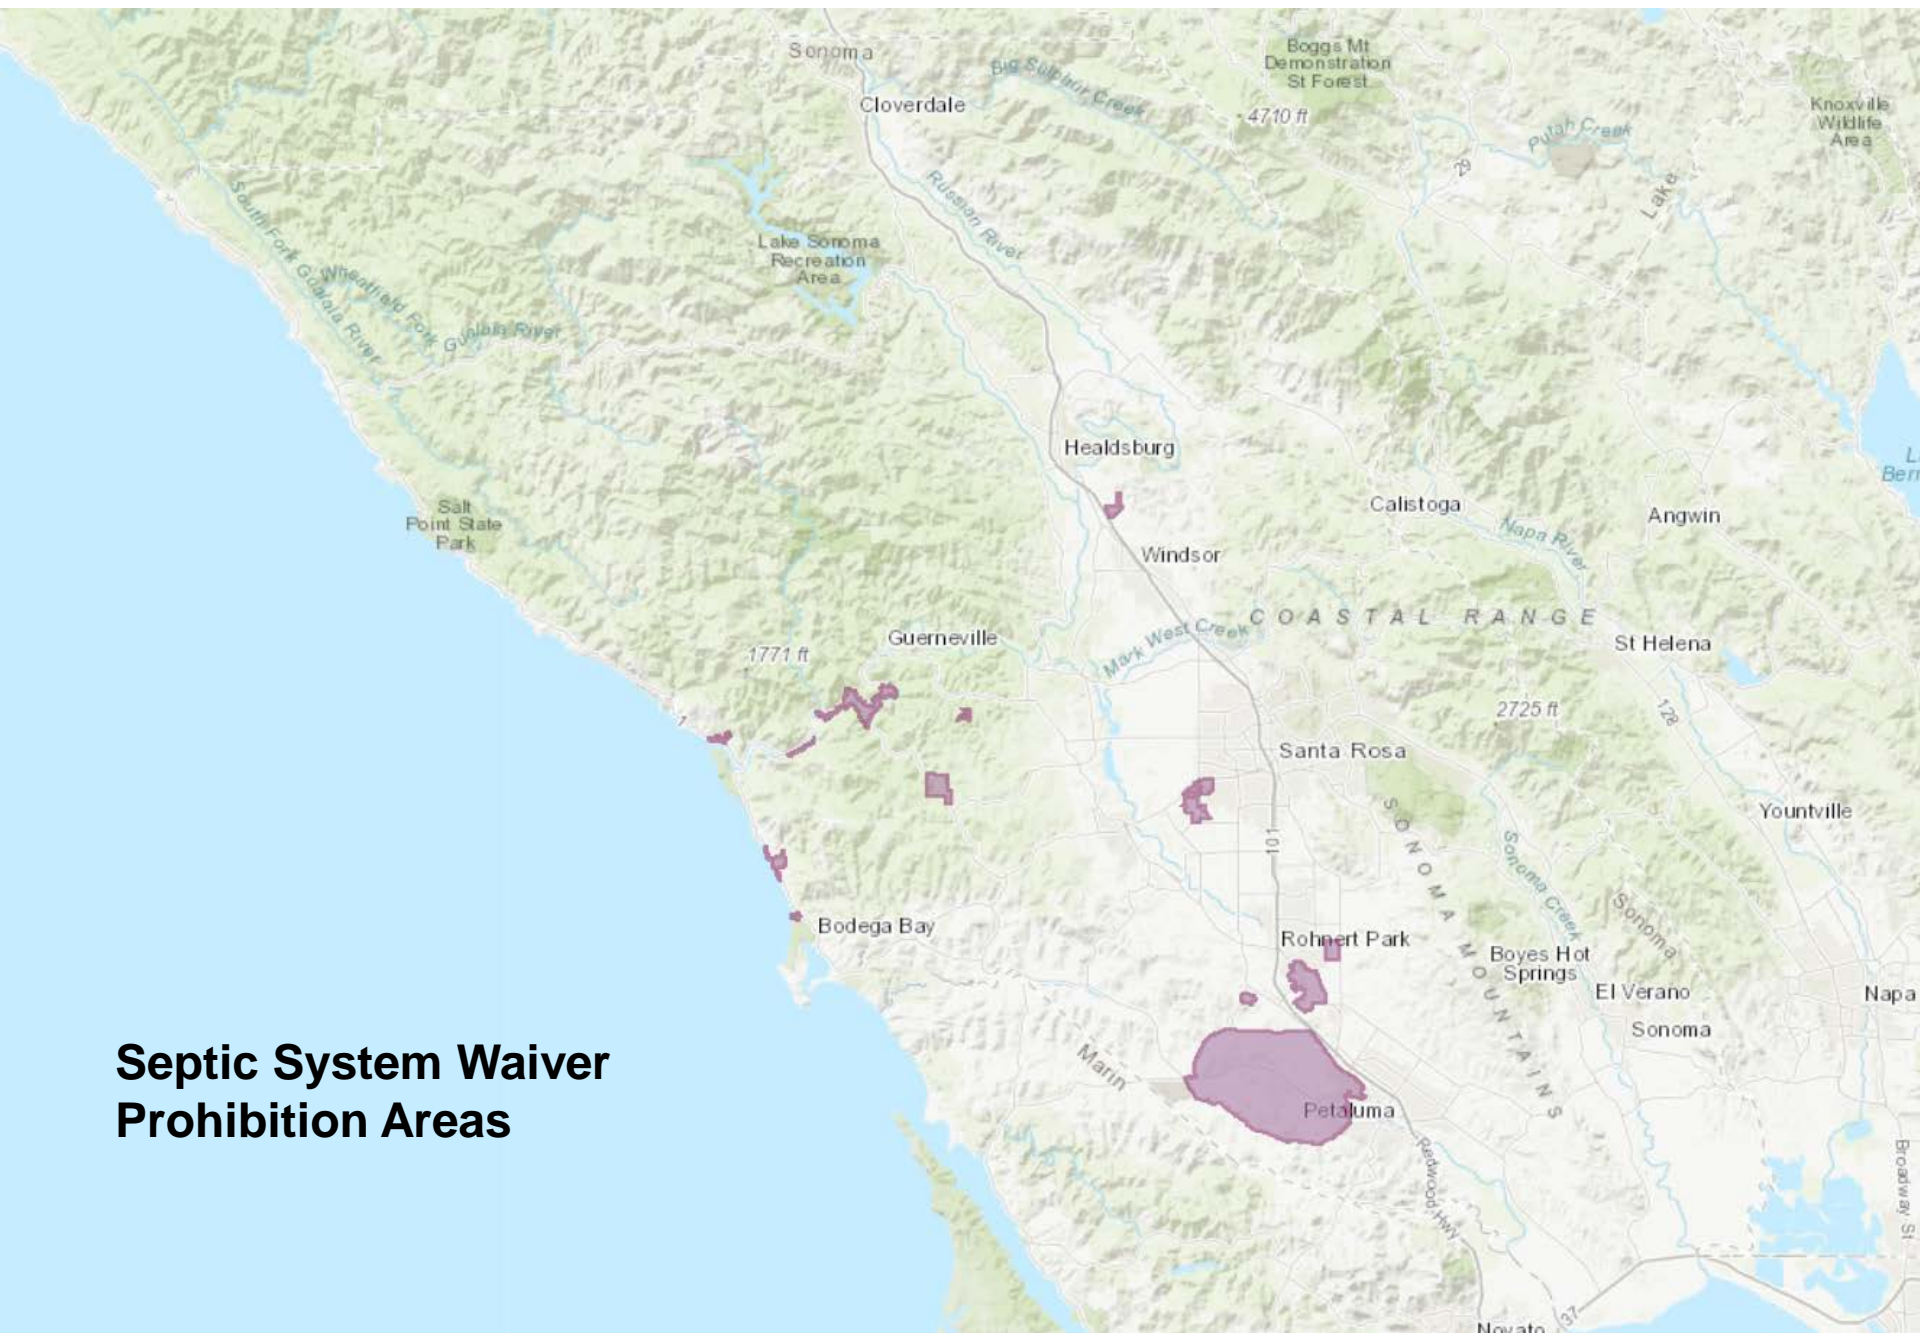 Sonoma
Cloverdale
Big Sulphur Creek
Boggs Mt
Demonstration
St Forest
4710 ft
Knoxville
Wildlife
Area
Putah Creek
29
Lake
Russian River
South Fork Gualala River
Wheatfield Fork
Gualala River
Lake Sonoma
Recreation
Area
Healdsburg
Salt
Point State
Park
Calistoga
Angwin
Napa River
Windsor
COASTAL RANGE
Guerneville
Mark West Creek
St Helena
1771 ft
1
2725 ft
128
Santa Rosa
Yountville
101
SONOMA MOUNTAINS
Sonoma Creek
Sonoma
Bodega Bay
Rohnert Park
Boyes Hot
Springs
El Verano
Napa
Sonoma
Marin
Petaluma
Septic System Waiver
Prohibition Areas
Redwood Hwy
Broadway St
37
Novato